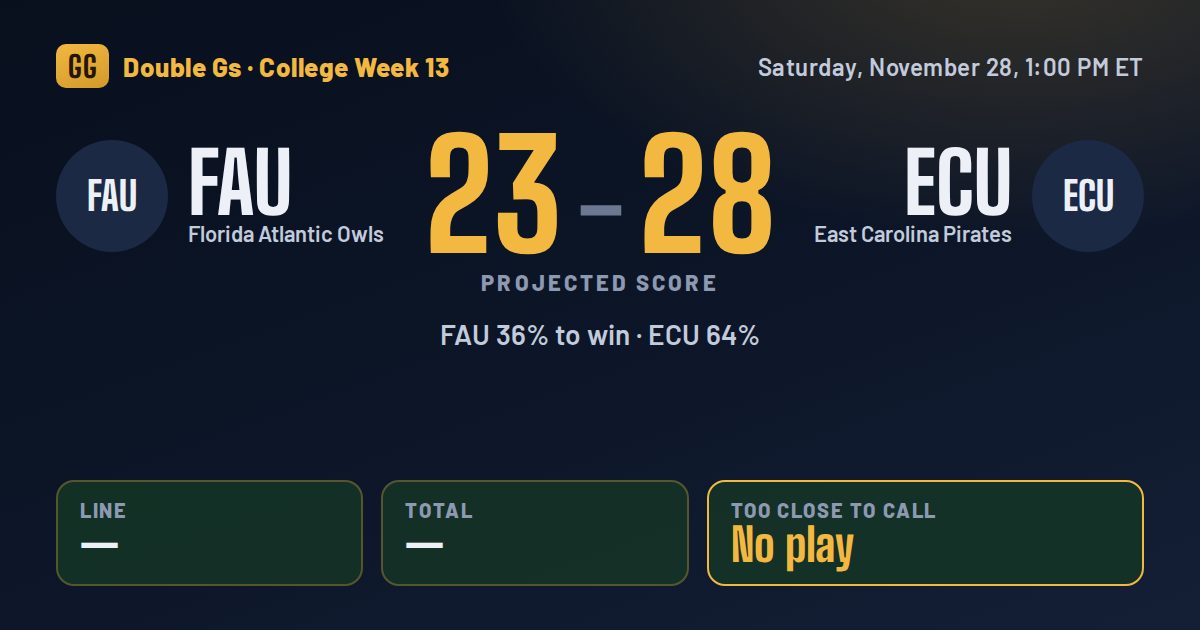 GG Double Gs · College Week 13
Saturday, November 28, 1:00 PM ET
FAU
FAU
Florida Atlantic Owls
23 – 28
PROJECTED SCORE
FAU 36% to win · ECU 64%
ECU
East Carolina Pirates
ECU
LINE
—
TOTAL
—
TOO CLOSE TO CALL
No play